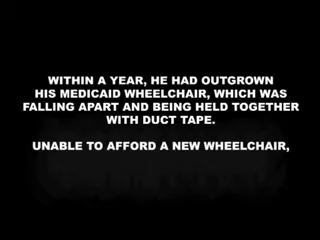 WITHIN A YEAR, HE HAD OUTGROWN
HIS MEDICAID WHEELCHAIR, WHICH WAS
FALLING APART AND BEING HELD TOGETHER
WITH DUCT TAPE.
UNABLE TO AFFORD A NEW WHEELCHAIR,